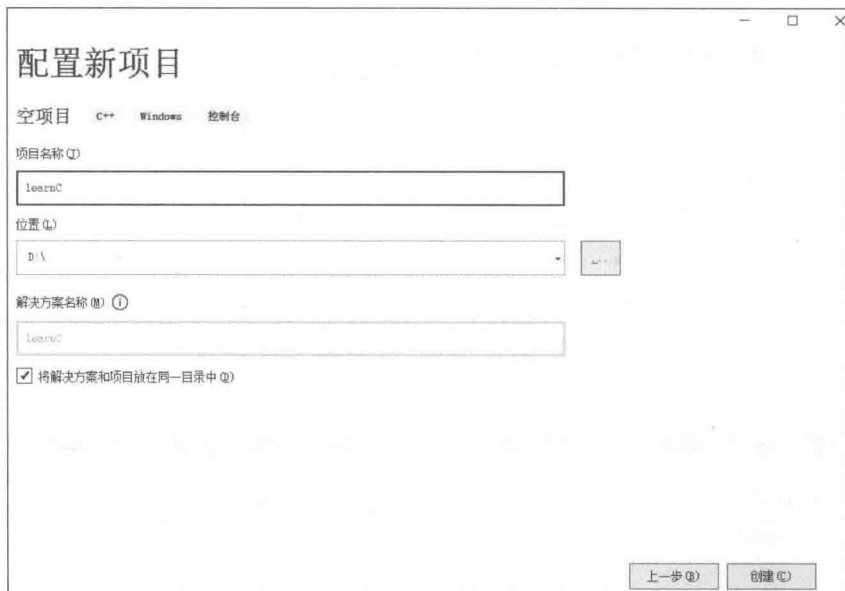 配置新项目
空项目 C++ Windows 控制台
项目名称(J)
learnC
位置(L)
D:\
...
解决方案名称(M)
learnC
将解决方案和项目放在同一目录中(D)
上一步(B) 创建(C)